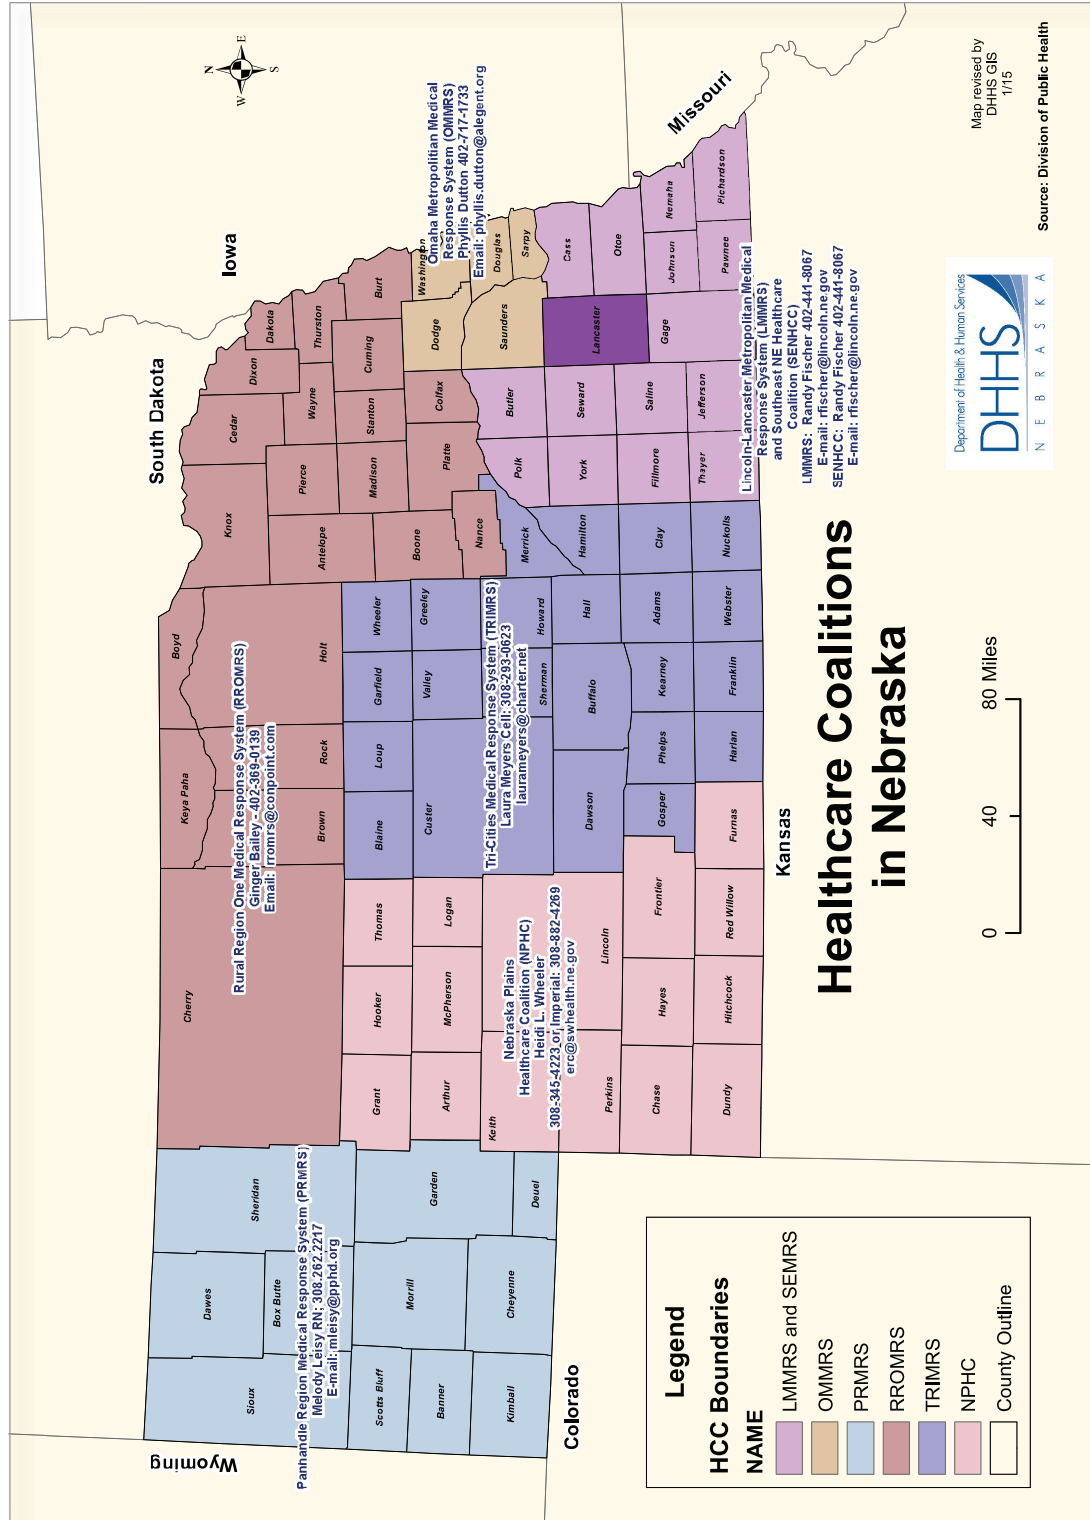 South Dakota
Iowa
Missouri
Wyoming
Colorado
Kansas
N
E
S
W
Rural Region One Medical Response System (RROMRS)
Ginger Bailey - 402-369-0139
Email: rromrs@conpoint.com
Omaha Metropolitian Medical
Response System (OMMRS)
Phyllis Dutton 402-717-1733
Email: phyllis.dutton@alegent.org
Panhandle Region Medical Response System (PRMRS)
Melody Leisy RN; 308.262.2217
E-mail: mleisy@pphd.org
Nebraska Plains
Healthcare Coalition (NPHC)
Heidi L. Wheeler
308-345-4223 or Imperial: 308-882-4269
erc@swhealth.ne.gov
Tri-Cities Medical Response System (TRIMRS)
Laura Meyers Cell: 308-293-0623
laurameyers@charter.net
Lincoln-Lancaster Metropolitan Medical
Response System (LMMRS)
and Southeast NE Healthcare
Coalition (SENHCC)
LMMRS: Randy Fischer 402-441-8067
E-mail: rfischer@lincoln.ne.gov
SENHCC: Randy Fischer 402-441-8067
E-mail: rfischer@lincoln.ne.gov
Sioux
Dawes
Box Butte
Sheridan
Scotts Bluff
Banner
Kimball
Morrill
Cheyenne
Garden
Deuel
Cherry
Keya Paha
Boyd
Brown
Rock
Holt
Knox
Cedar
Dixon
Dakota
Antelope
Pierce
Wayne
Thurston
Boone
Madison
Stanton
Cuming
Burt
Nance
Platte
Colfax
Dodge
Washington
Douglas
Sarpy
Saunders
Grant
Hooker
Thomas
Arthur
McPherson
Logan
Keith
Perkins
Lincoln
Chase
Hayes
Frontier
Dundy
Hitchcock
Red Willow
Furnas
Blaine
Loup
Garfield
Wheeler
Custer
Valley
Greeley
Sherman
Howard
Merrick
Dawson
Buffalo
Hall
Hamilton
Gosper
Phelps
Kearney
Adams
Clay
Harlan
Franklin
Webster
Nuckolls
Polk
Butler
York
Seward
Lancaster
Cass
Otoe
Fillmore
Saline
Gage
Johnson
Nemaha
Thayer
Jefferson
Pawnee
Richardson
Healthcare Coalitions
in Nebraska
0 40 80 Miles
Legend
HCC Boundaries
NAME
LMMRS and SEMRS
OMMRS
PRMRS
RROMRS
TRIMRS
NPHC
County Outline
Department of Health & Human Services
DHHS
N E B R A S K A
Map revised by
DHHS GIS
1/15
Source: Division of Public Health